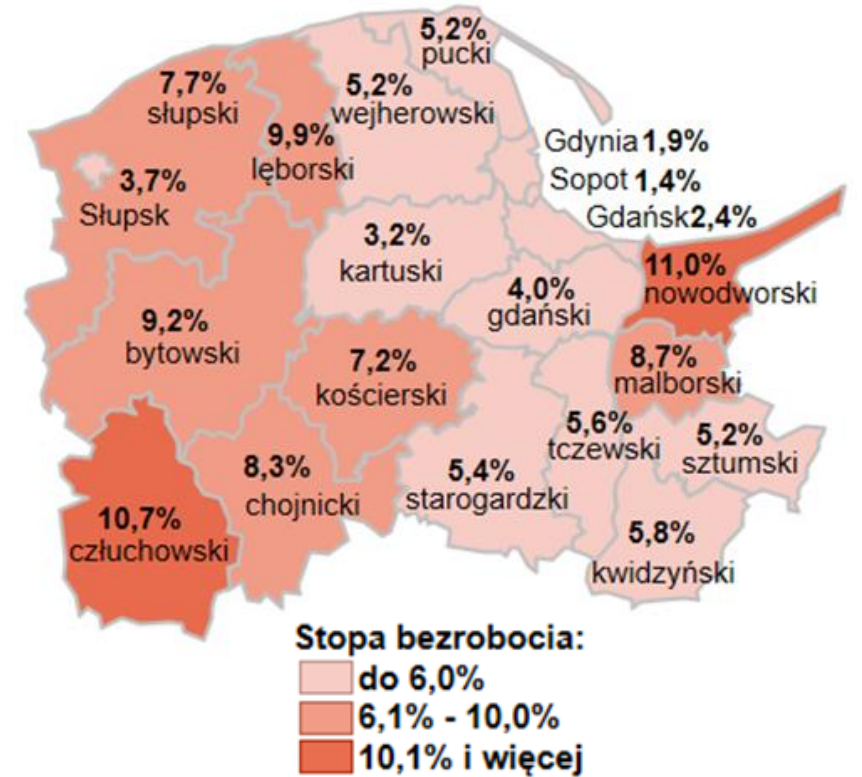 5,2%
pucki
7,7%
słupski
5,2%
wejherowski
9,9%
lęborski
Gdynia 1,9%
Sopot 1,4%
Gdańsk 2,4%
3,7%
Słupsk
3,2%
kartuski
4,0%
gdański
11,0%
nowodworski
9,2%
bytowski
7,2%
kościerski
8,7%
malborski
5,6%
tczewski
5,2%
sztumski
8,3%
chojnicki
5,4%
starogardzki
10,7%
człuchowski
5,8%
kwidzyński
Stopa bezrobocia:
do 6,0%
6,1% - 10,0%
10,1% i więcej